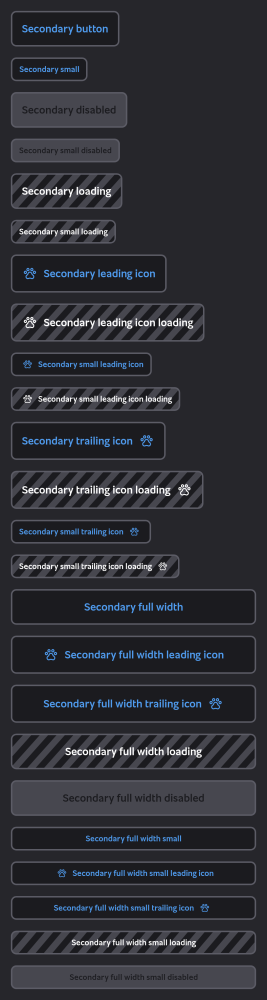 Secondary button
Secondary small
Secondary disabled
Secondary small disabled
Secondary loading
Secondary small loading
Secondary leading icon
Secondary leading icon loading
Secondary small leading icon
Secondary small leading icon loading
Secondary trailing icon
Secondary trailing icon loading
Secondary small trailing icon
Secondary small trailing icon loading
Secondary full width
Secondary full width leading icon
Secondary full width trailing icon
Secondary full width loading
Secondary full width disabled
Secondary full width small
Secondary full width small leading icon
Secondary full width small trailing icon
Secondary full width small loading
Secondary full width small disabled